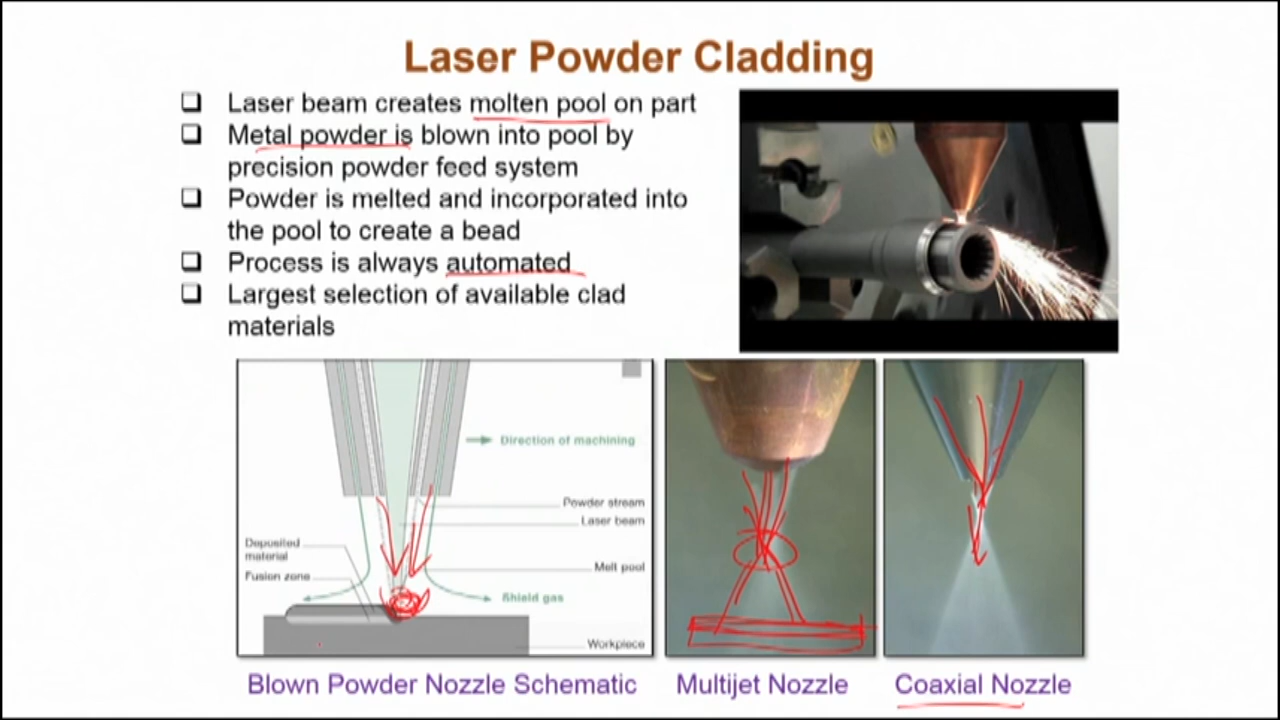 Laser Powder Cladding
❑ Laser beam creates molten pool on part
❑ Metal powder is blown into pool by
precision powder feed system
❑ Powder is melted and incorporated into
the pool to create a bead
❑ Process is always automated
❑ Largest selection of available clad
materials
Direction of machining
Powder stream
Laser beam
Deposited
material
Melt pool
Fusion zone
Shield gas
Workpiece
Blown Powder Nozzle Schematic
Multijet Nozzle
Coaxial Nozzle